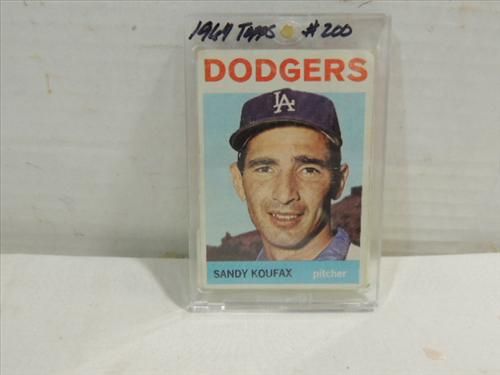 1964 Topps #200
DODGERS
LA
SANDY KOUFAX pitcher